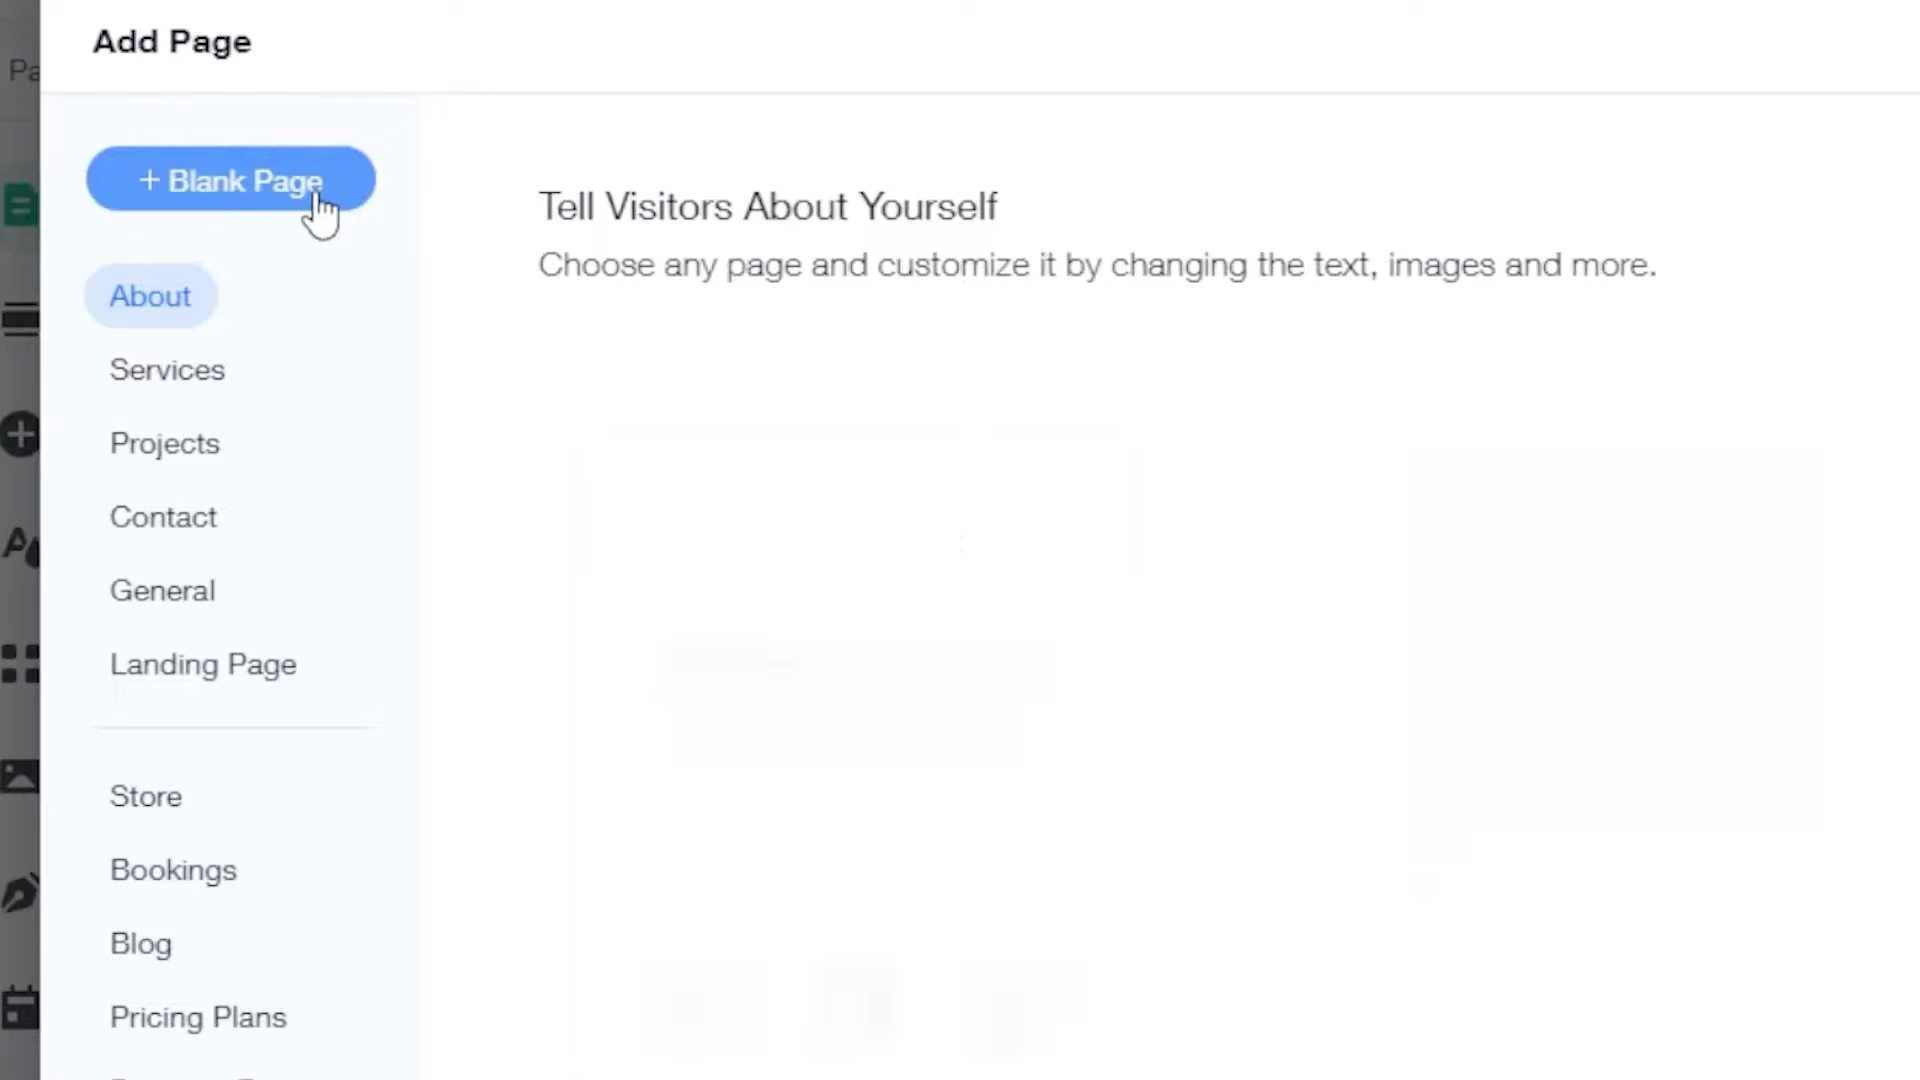 Add Page
Pa
+ Blank Page
About
Services
Projects
Contact
General
Landing Page
Store
Bookings
Blog
Pricing Plans
Tell Visitors About Yourself
Choose any page and customize it by changing the text, images and more.